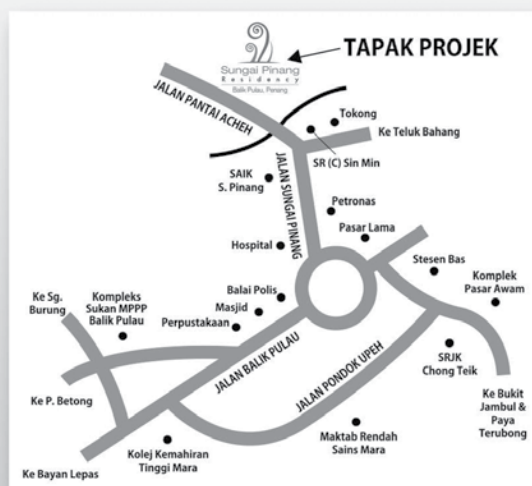 Sungai Pinang
Residency
Balik Pulau, Penang
TAPAK PROJEK
JALAN PANTAI ACHEH
Tokong
Ke Teluk Bahang
SR (C) Sin Min
SAIK
S. Pinang
JALAN SUNGAI PINANG
Petronas
Pasar Lama
Hospital
Stesen Bas
Komplek
Pasar Awam
Balai Polis
Masjid
Perpustakaan
Ke Sg.
Burung
Kompleks
Sukan MPPP
Balik Pulau
JALAN BALIK PULAU
JALAN PONDOK UPEH
SRJK
Chong Teik
Ke P. Betong
Ke Bukit
Jambul &
Paya
Terubong
Maktab Rendah
Sains Mara
Kolej Kemahiran
Tinggi Mara
Ke Bayan Lepas